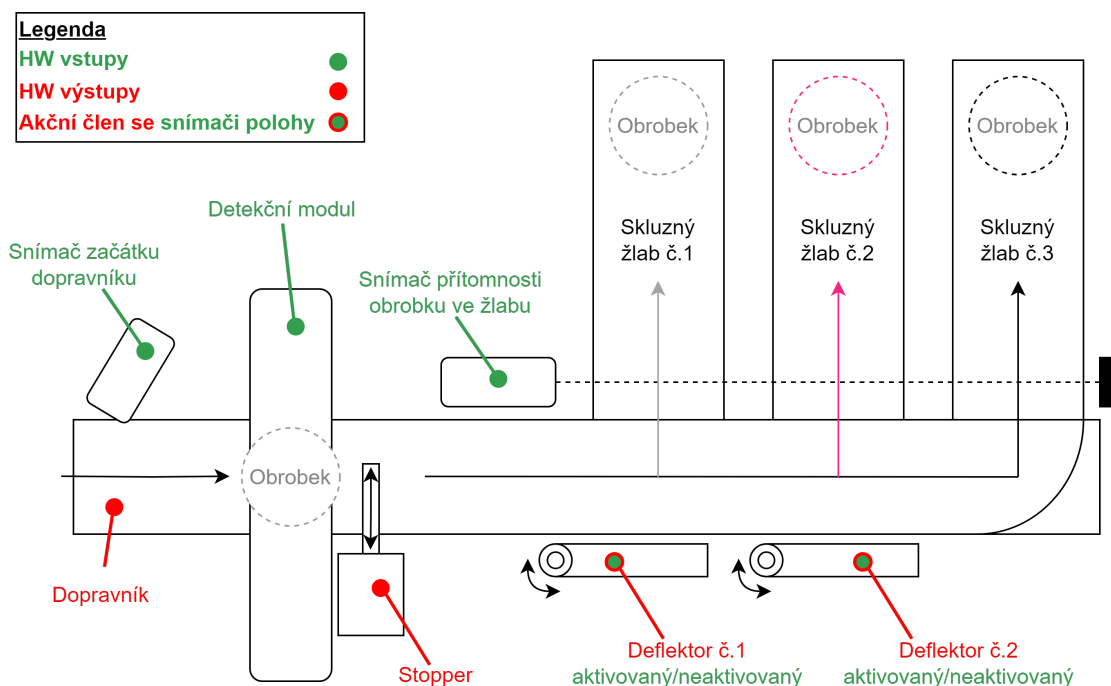 Legenda
HW vstupy
HW výstupy
Akční člen se snímači polohy
Obrobek
Obrobek
Obrobek
Detekční modul
Snímač začátku
dopravníku
Snímač přítomnosti
obrobku ve žlabu
Skluzný
žlab č.1
Skluzný
žlab č.2
Skluzný
žlab č.3
Obrobek
Dopravník
Stopper
Deflektor č.1
aktivovaný/neaktivovaný
Deflektor č.2
aktivovaný/neaktivovaný